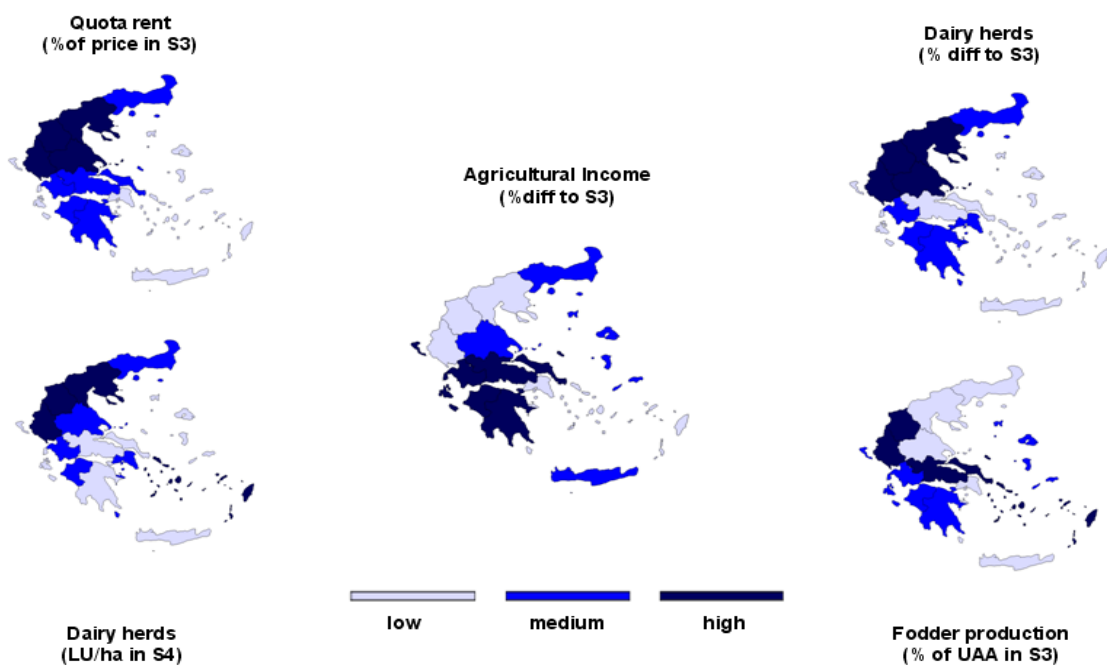 Quota rent
(%of price in S3)
Dairy herds
(% diff to S3)
Agricultural Income
(%diff to S3)
low
medium
high
Dairy herds
(LU/ha in S4)
Fodder production
(% of UAA in S3)